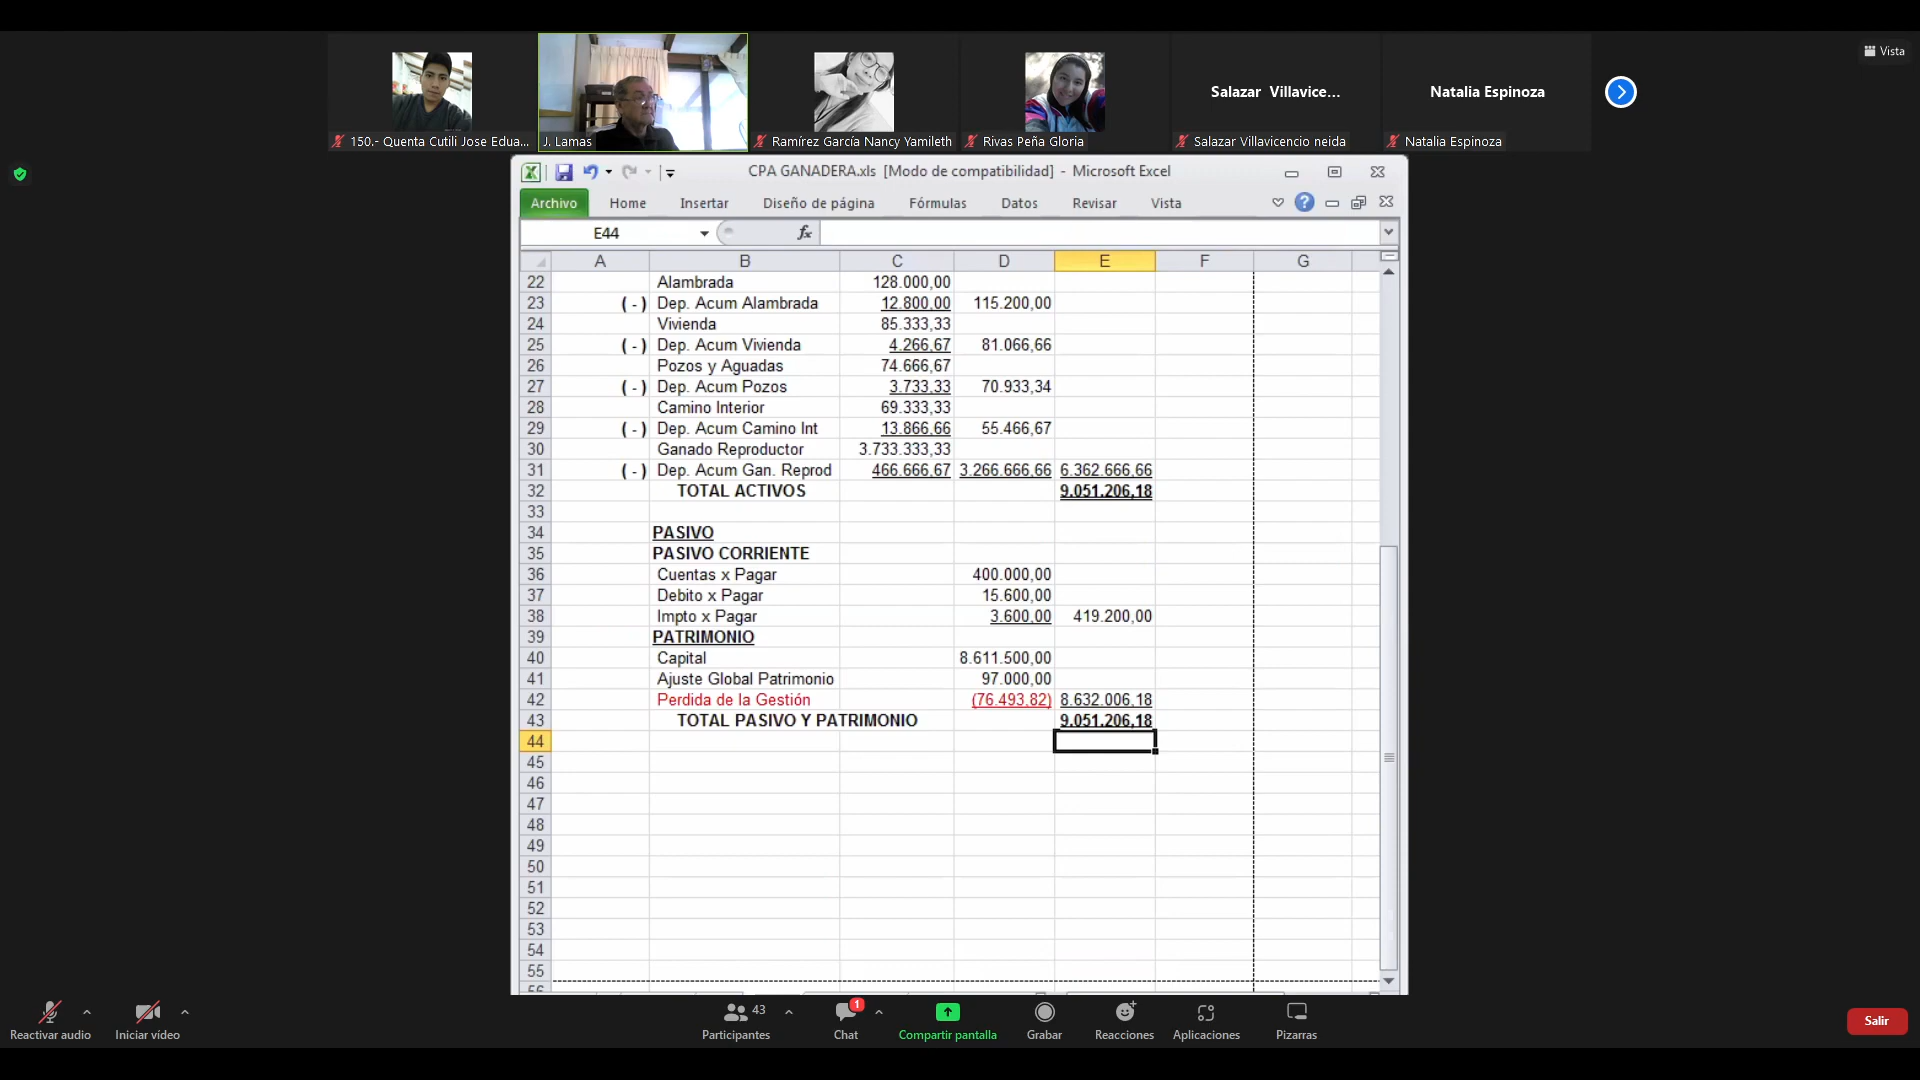 Vista
Salazar Villavice...
Natalia Espinoza
150.- Quenta Cutili Jose Edua...
J. Lamas
Ramírez García Nancy Yamileth
Rivas Peña Gloria
Salazar Villavicencio neida
Natalia Espinoza
CPA GANADERA.xls [Modo de compatibilidad] - Microsoft Excel
Archivo Home Insertar Diseño de página Fórmulas Datos Revisar Vista
E44 fx
A B C D E F G
22 Alambrada 128.000,00
23 ( - ) Dep. Acum Alambrada 12.800,00 115.200,00
24 Vivienda 85.333,33
25 ( - ) Dep. Acum Vivienda 4.266,67 81.066,66
26 Pozos y Aguadas 74.666,67
27 ( - ) Dep. Acum Pozos 3.733,33 70.933,34
28 Camino Interior 69.333,33
29 ( - ) Dep. Acum Camino Int 13.866,66 55.466,67
30 Ganado Reproductor 3.733.333,33
31 ( - ) Dep. Acum Gan. Reprod 466.666,67 3.266.666,66 6.362.666,66
32 TOTAL ACTIVOS 9.051.206,18
33
34 PASIVO
35 PASIVO CORRIENTE
36 Cuentas x Pagar 400.000,00
37 Debito x Pagar 15.600,00
38 Impto x Pagar 3.600,00 419.200,00
39 PATRIMONIO
40 Capital 8.611.500,00
41 Ajuste Global Patrimonio 97.000,00
42 Perdida de la Gestión (76.493,82) 8.632.006,18
43 TOTAL PASIVO Y PATRIMONIO 9.051.206,18
44
45
46
47
48
49
50
51
52
53
54
55
56
Reactivar audio
Iniciar vídeo
43
Participantes
1
Chat
Compartir pantalla
Grabar
Reacciones
Aplicaciones
Pizarras
Salir